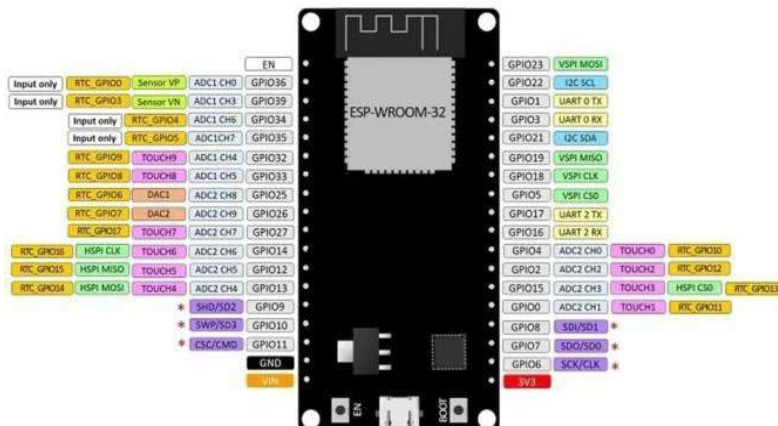 EN
Input only RTC_GPIO0 Sensor VP ADC1 CH0 GPIO36
Input only RTC_GPIO3 Sensor VN ADC1 CH3 GPIO39
Input only RTC_GPIO4 ADC1 CH6 GPIO34
Input only RTC_GPIO5 ADC1CH7 GPIO35
RTC_GPIO9 TOUCH9 ADC1 CH4 GPIO32
RTC_GPIO8 TOUCH8 ADC1 CH5 GPIO33
RTC_GPIO6 DAC1 ADC2 CH8 GPIO25
RTC_GPIO7 DAC2 ADC2 CH9 GPIO26
RTC_GPIO17 TOUCH7 ADC2 CH7 GPIO27
RTC_GPIO16 HSPI CLK TOUCH6 ADC2 CH6 GPIO14
RTC_GPIO15 HSPI MISO TOUCH5 ADC2 CH5 GPIO12
RTC_GPIO14 HSPI MOSI TOUCH4 ADC2 CH4 GPIO13
* SHD/SD2 GPIO9
* SWP/SD3 GPIO10
* CSC/CMD GPIO11
GND
VIN
ESP-WROOM-32
EN
BOOT
GPIO23 VSPI MOSI
GPIO22 I2C SCL
GPIO1 UART 0 TX
GPIO3 UART 0 RX
GPIO21 I2C SDA
GPIO19 VSPI MISO
GPIO18 VSPI CLK
GPIO5 VSPI CS0
GPIO17 UART 2 TX
GPIO16 UART 2 RX
GPIO4 ADC2 CH0 TOUCH0 RTC_GPIO10
GPIO2 ADC2 CH2 TOUCH2 RTC_GPIO12
GPIO15 ADC2 CH3 TOUCH3 HSPI CS0 RTC_GPIO13
GPIO0 ADC2 CH1 TOUCH1 RTC_GPIO11
GPIO8 SDI/SD1 *
GPIO7 SDO/SD0 *
GPIO6 SCK/CLK *
3V3